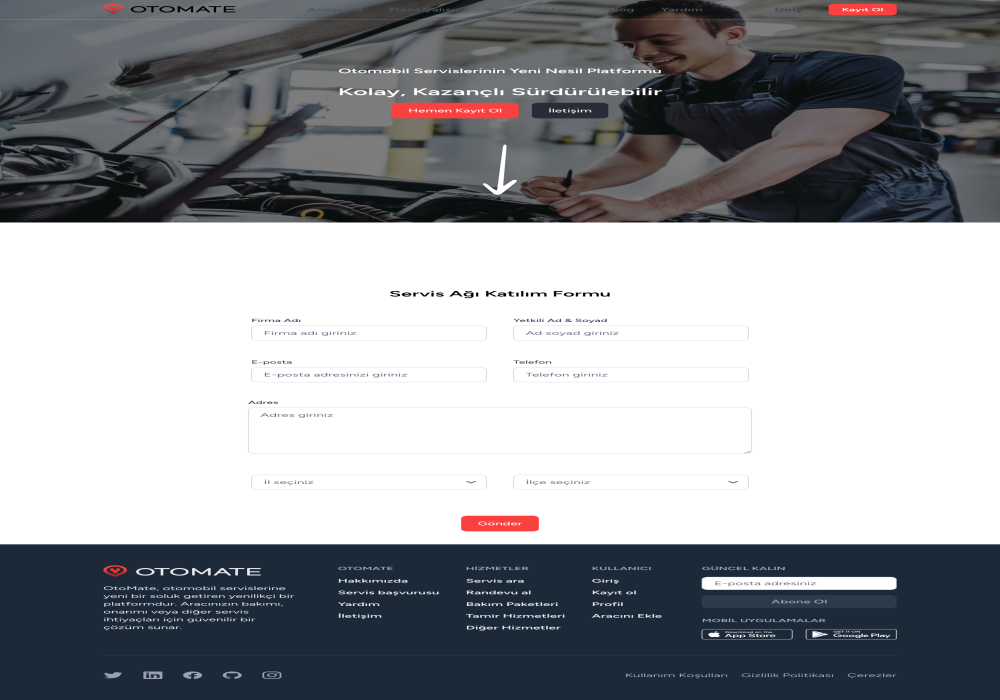 OTOMATE
Yardım
Giriş
Kayıt Ol
Otomobil Servislerinin Yeni Nesil Platformu
Kolay, Kazançlı Sürdürülebilir
Hemen Kayıt Ol
İletişim
Servis Ağı Katılım Formu
Firma Adı
Yetkili Ad & Soyad
Firma adı giriniz
Ad soyad giriniz
E-posta
Telefon
E-posta adresinizi giriniz
Telefon giriniz
Adres
Adres giriniz
İl seçiniz
İlçe seçiniz
Gönder
OTOMATE
OtoMate, otomobil servislerine
yeni bir soluk getiren yenilikçi bir
platformdur. Aracınızın bakımı,
onarımı veya diğer servis
ihtiyaçları için güvenilir bir
çözüm sunar.
OTOMATE
Hakkımızda
Servis başvurusu
Yardım
İletişim
HİZMETLER
Servis ara
Randevu al
Bakım Paketleri
Tamir Hizmetleri
Diğer Hizmetler
KULLANICI
Giriş
Kayıt ol
Profil
Aracını Ekle
GÜNCEL KALIN
E-posta adresiniz
Abone Ol
MOBİL UYGULAMALAR
Download on the
App Store
GET IT ON
Google Play
Kullanım Koşulları
Gizlilik Politikası
Çerezler